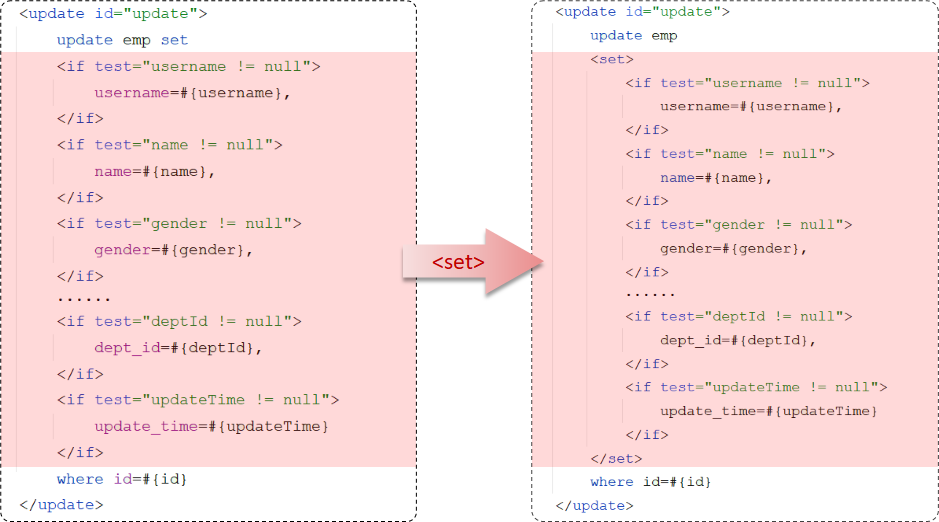 <update id="update">
update emp set
<if test="username != null">
username=#{username},
</if>
<if test="name != null">
name=#{name},
</if>
<if test="gender != null">
gender=#{gender},
</if>
......
<if test="deptId != null">
dept_id=#{deptId},
</if>
<if test="updateTime != null">
update_time=#{updateTime}
</if>
where id=#{id}
</update>
<set>
<update id="update">
update emp
<set>
<if test="username != null">
username=#{username},
</if>
<if test="name != null">
name=#{name},
</if>
<if test="gender != null">
gender=#{gender},
</if>
......
<if test="deptId != null">
dept_id=#{deptId},
</if>
<if test="updateTime != null">
update_time=#{updateTime}
</if>
</set>
where id=#{id}
</update>